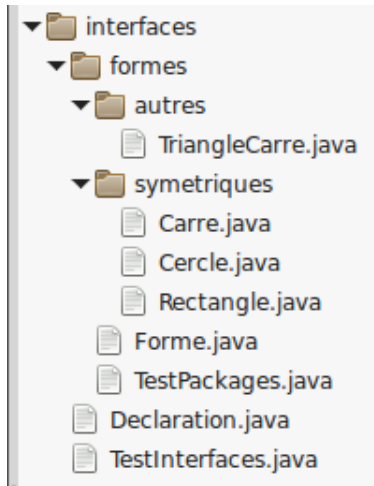 interfaces
formes
autres
TriangleCarre.java
symetriques
Carre.java
Cercle.java
Rectangle.java
Forme.java
TestPackages.java
Declaration.java
TestInterfaces.java